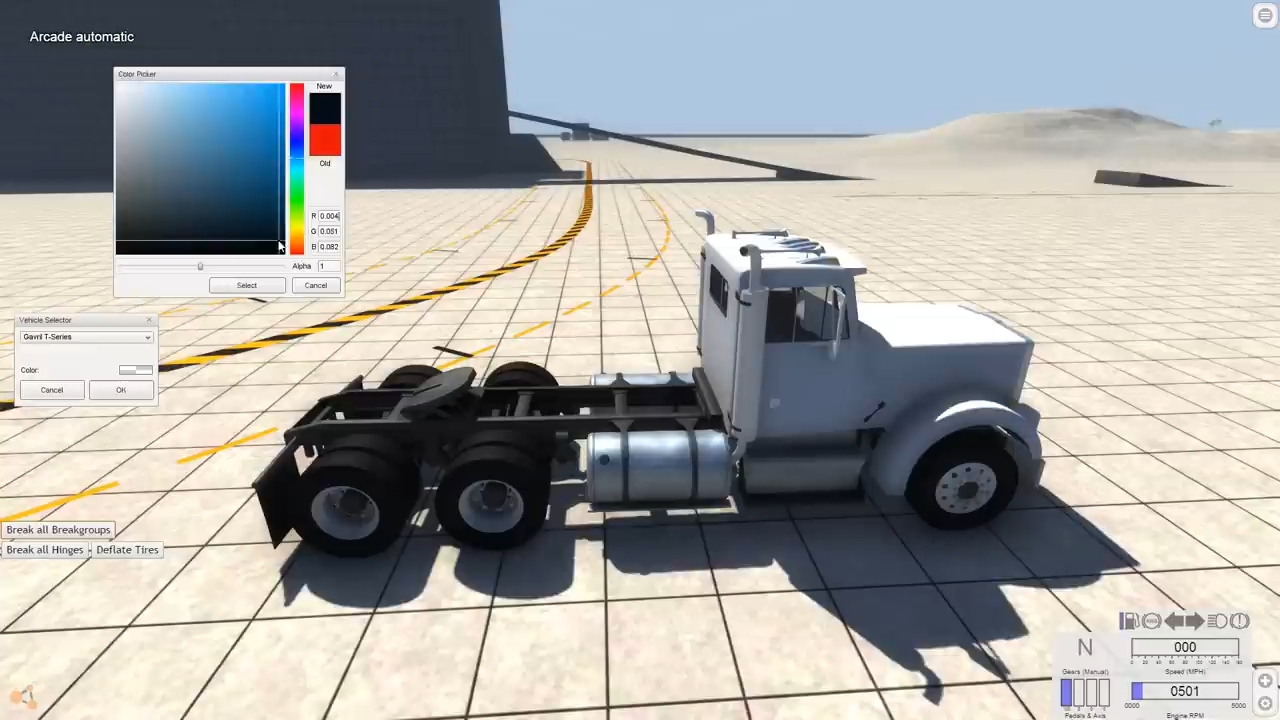 Arcade automatic
Color Picker
New
Old
R 0.004
G 0.051
B 0.082
Alpha 1
Select
Cancel
Vehicle Selector
Gavril T-Series
Color:
Cancel
OK
Break all Breakgroups
Break all Hinges
Deflate Tires
N
000
Gears (Manual)
Speed (MPH)
0501
0000
5000
Pedals & Axis
Engine RPM